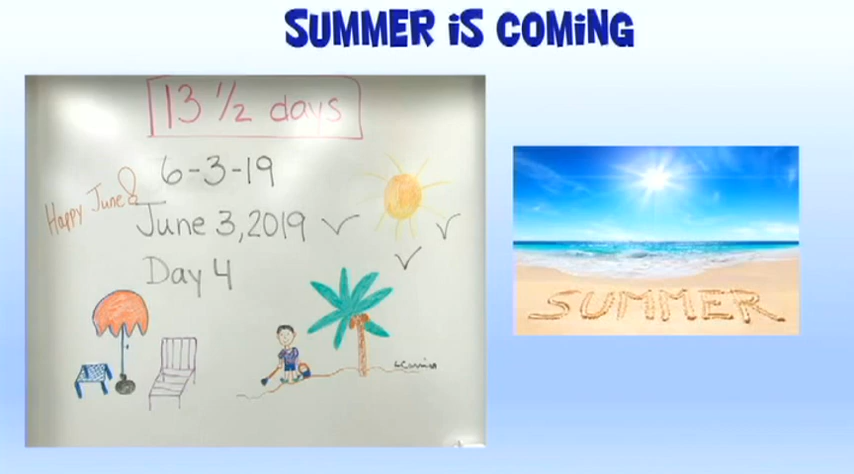 SUMMER iS COMiNG
13 1/2 days
6-3-19
Happy June!
June 3, 2019
Day 4
SUMMER